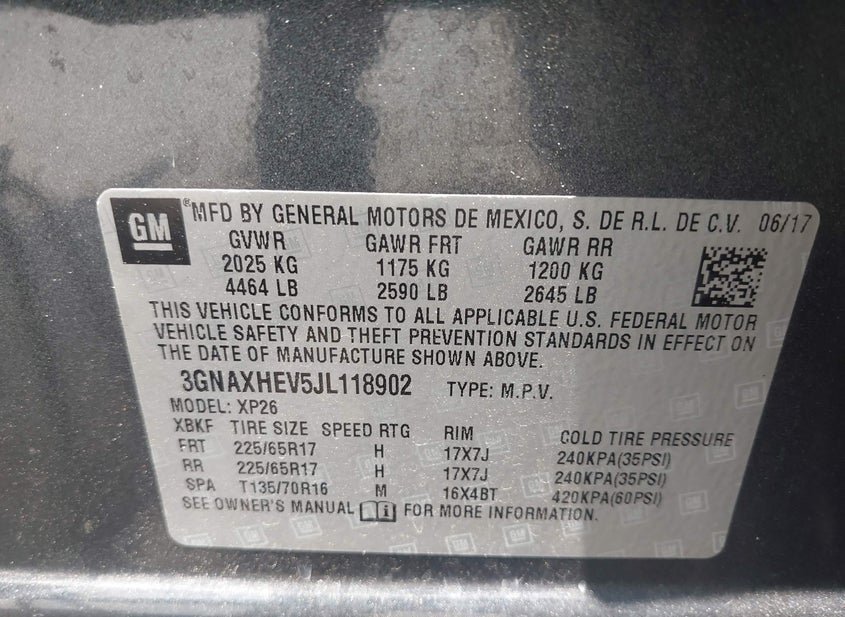 GM ® MFD BY GENERAL MOTORS DE MEXICO, S. DE R.L. DE C.V. 06/17
GVWR GAWR FRT GAWR RR
2025 KG 1175 KG 1200 KG
4464 LB 2590 LB 2645 LB
THIS VEHICLE CONFORMS TO ALL APPLICABLE U.S. FEDERAL MOTOR
VEHICLE SAFETY AND THEFT PREVENTION STANDARDS IN EFFECT ON
THE DATE OF MANUFACTURE SHOWN ABOVE.
3GNAXHEV5JL118902 TYPE: M.P.V.
MODEL: XP26
XBKF TIRE SIZE SPEED RTG RIM COLD TIRE PRESSURE
FRT 225/65R17 H 17X7J 240KPA(35PSI)
RR 225/65R17 H 17X7J 240KPA(35PSI)
SPA T135/70R16 M 16X4BT 420KPA(60PSI)
SEE OWNER'S MANUAL i FOR MORE INFORMATION.